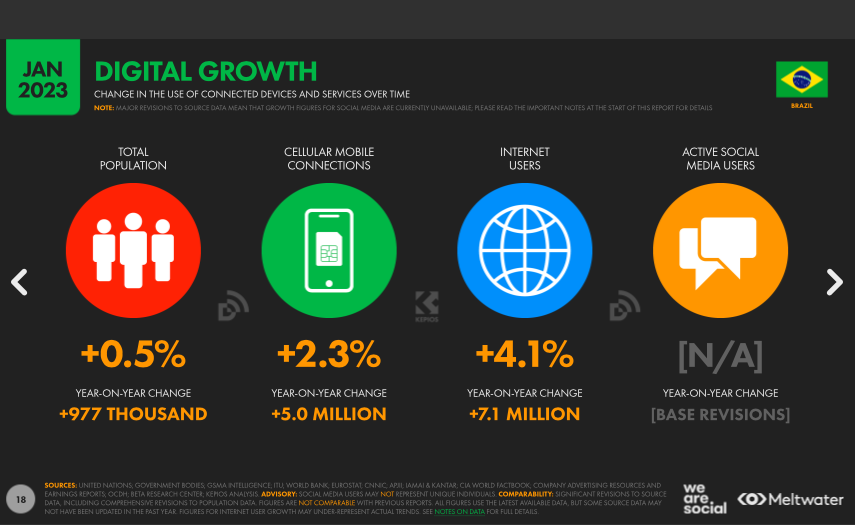 JAN
2023
DIGITAL GROWTH
CHANGE IN THE USE OF CONNECTED DEVICES AND SERVICES OVER TIME
NOTE: MAJOR REVISIONS TO SOURCE DATA MEAN THAT GROWTH FIGURES FOR SOCIAL MEDIA ARE CURRENTLY UNAVAILABLE; PLEASE READ THE IMPORTANT NOTES AT THE START OF THIS REPORT FOR DETAILS
BRAZIL
TOTAL
POPULATION
+0.5%
YEAR-ON-YEAR CHANGE
+977 THOUSAND
CELLULAR MOBILE
CONNECTIONS
+2.3%
YEAR-ON-YEAR CHANGE
+5.0 MILLION
KEPIOS
INTERNET
USERS
+4.1%
YEAR-ON-YEAR CHANGE
+7.1 MILLION
ACTIVE SOCIAL
MEDIA USERS
[N/A]
YEAR-ON-YEAR CHANGE
[BASE REVISIONS]
18
SOURCES: UNITED NATIONS; GOVERNMENT BODIES; GSMA INTELLIGENCE; ITU; WORLD BANK; EUROSTAT; CNNIC; APJII; IAMAI & KANTAR; CIA WORLD FACTBOOK; COMPANY ADVERTISING RESOURCES AND
EARNINGS REPORTS; OCDH; BETA RESEARCH CENTER; KEPIOS ANALYSIS. ADVISORY: SOCIAL MEDIA USERS MAY NOT REPRESENT UNIQUE INDIVIDUALS. COMPARABILITY: SIGNIFICANT REVISIONS TO SOURCE
DATA, INCLUDING COMPREHENSIVE REVISIONS TO POPULATION DATA. FIGURES ARE NOT COMPARABLE WITH PREVIOUS REPORTS. ALL FIGURES USE THE LATEST AVAILABLE DATA, BUT SOME SOURCE DATA MAY
NOT HAVE BEEN UPDATED IN THE PAST YEAR. FIGURES FOR INTERNET USER GROWTH MAY UNDER-REPRESENT ACTUAL TRENDS. SEE NOTES ON DATA FOR FULL DETAILS
we
are.
social
Meltwater